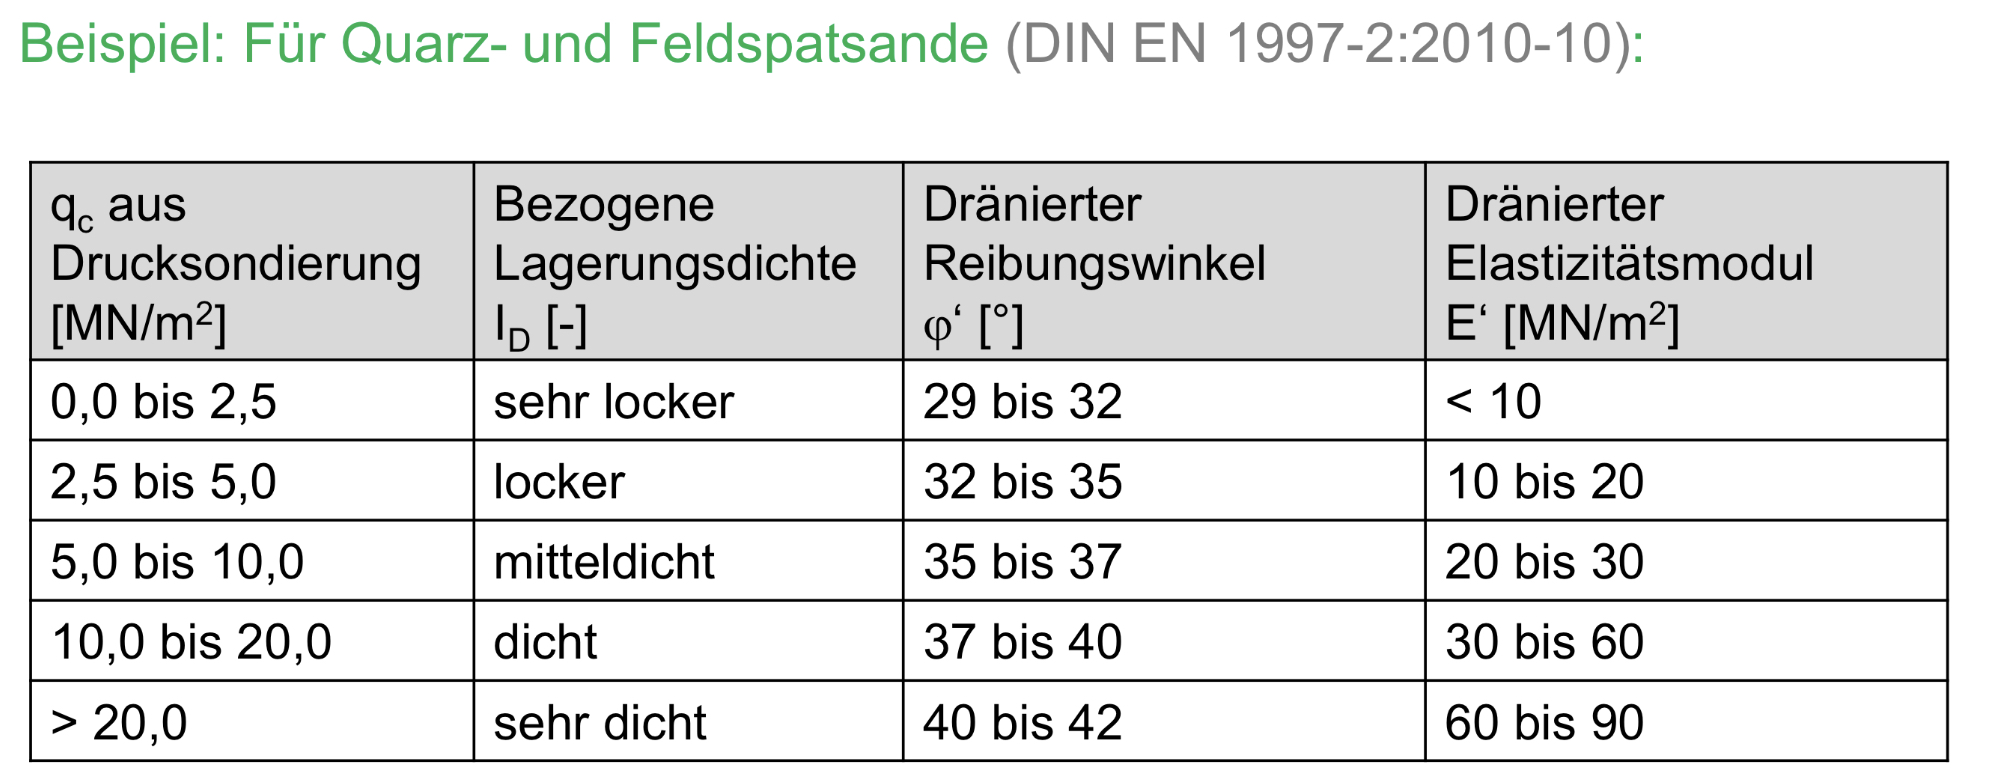 Beispiel: Für Quarz- und Feldspatsande (DIN EN 1997-2:2010-10):
q_c aus Drucksondierung [MN/m²] Bezogene Lagerungsdichte I_D [-] Dränierter Reibungswinkel φ‘ [°] Dränierter Elastizitätsmodul E‘ [MN/m²]
0,0 bis 2,5 sehr locker 29 bis 32 < 10
2,5 bis 5,0 locker 32 bis 35 10 bis 20
5,0 bis 10,0 mitteldicht 35 bis 37 20 bis 30
10,0 bis 20,0 dicht 37 bis 40 30 bis 60
> 20,0 sehr dicht 40 bis 42 60 bis 90